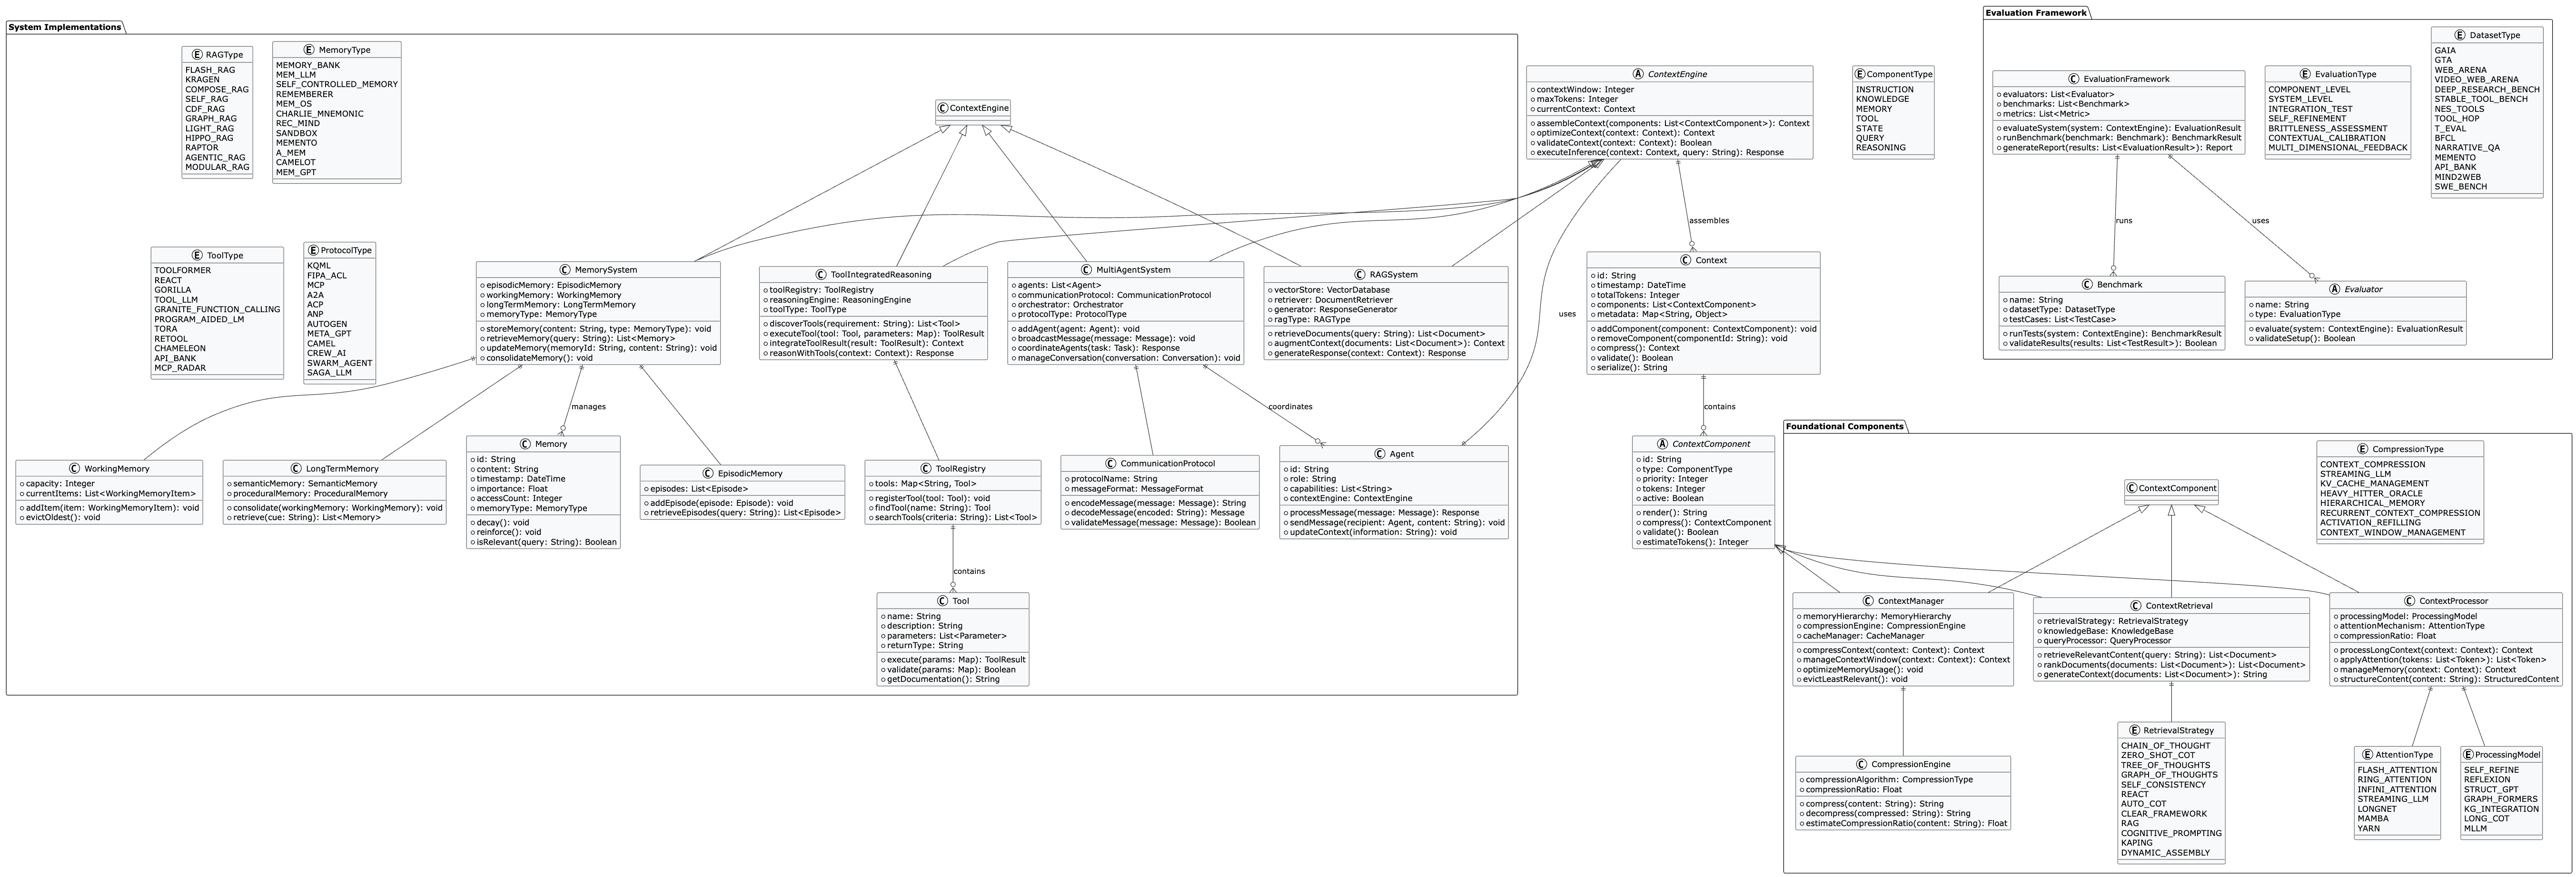 System Implementations
E RAGType
FLASH_RAG
KRAGEN
COMPOSE_RAG
SELF_RAG
CDF_RAG
GRAPH_RAG
LIGHT_RAG
HIPPO_RAG
RAPTOR
AGENTIC_RAG
MODULAR_RAG
E MemoryType
MEMORY_BANK
MEM_LLM
SELF_CONTROLLED_MEMORY
REMEMBERER
MEM_OS
CHARLIE_MNEMONIC
REC_MIND
SANDBOX
MEMENTO
A_MEM
CAMELOT
MEM_GPT
C ContextEngine
E ToolType
TOOLFORMER
REACT
GORILLA
TOOL_LLM
GRANITE_FUNCTION_CALLING
PROGRAM_AIDED_LM
TORA
RETOOL
CHAMELEON
API_BANK
MCP_RADAR
E ProtocolType
KQML
FIPA_ACL
MCP
A2A
ACP
ANP
AUTOGEN
META_GPT
CAMEL
CREW_AI
SWARM_AGENT
SAGA_LLM
C MemorySystem
episodicMemory: EpisodicMemory
workingMemory: WorkingMemory
longTermMemory: LongTermMemory
memoryType: MemoryType
storeMemory(content: String, type: MemoryType): void
retrieveMemory(query: String): List<Memory>
updateMemory(memoryId: String, content: String): void
consolidateMemory(): void
C ToolIntegratedReasoning
toolRegistry: ToolRegistry
reasoningEngine: ReasoningEngine
toolType: ToolType
discoverTools(requirement: String): List<Tool>
executeTool(tool: Tool, parameters: Map): ToolResult
integrateToolResult(result: ToolResult): Context
reasonWithTools(context: Context): Response
C MultiAgentSystem
agents: List<Agent>
communicationProtocol: CommunicationProtocol
orchestrator: Orchestrator
protocolType: ProtocolType
addAgent(agent: Agent): void
broadcastMessage(message: Message): void
coordinateAgents(task: Task): Response
manageConversation(conversation: Conversation): void
C RAGSystem
vectorStore: VectorDatabase
retriever: DocumentRetriever
generator: ResponseGenerator
ragType: RAGType
retrieveDocuments(query: String): List<Document>
augmentContext(documents: List<Document>): Context
generateResponse(context: Context): Response
manages
coordinates
C WorkingMemory
capacity: Integer
currentItems: List<WorkingMemoryItem>
addItem(item: WorkingMemoryItem): void
evictOldest(): void
C LongTermMemory
semanticMemory: SemanticMemory
proceduralMemory: ProceduralMemory
consolidate(workingMemory: WorkingMemory): void
retrieve(cue: String): List<Memory>
C Memory
id: String
content: String
timestamp: DateTime
importance: Float
accessCount: Integer
memoryType: MemoryType
decay(): void
reinforce(): void
isRelevant(query: String): Boolean
C EpisodicMemory
episodes: List<Episode>
addEpisode(episode: Episode): void
retrieveEpisodes(query: String): List<Episode>
C ToolRegistry
tools: Map<String, Tool>
registerTool(tool: Tool): void
findTool(name: String): Tool
searchTools(criteria: String): List<Tool>
C CommunicationProtocol
protocolName: String
messageFormat: MessageFormat
encodeMessage(message: Message): String
decodeMessage(encoded: String): Message
validateMessage(message: Message): Boolean
C Agent
id: String
role: String
capabilities: List<String>
contextEngine: ContextEngine
processMessage(message: Message): Response
sendMessage(recipient: Agent, content: String): void
updateContext(information: String): void
contains
C Tool
name: String
description: String
parameters: List<Parameter>
returnType: String
execute(params: Map): ToolResult
validate(params: Map): Boolean
getDocumentation(): String
A ContextEngine
contextWindow: Integer
maxTokens: Integer
currentContext: Context
assembleContext(components: List<ContextComponent>): Context
optimizeContext(context: Context): Context
validateContext(context: Context): Boolean
executeInference(context: Context, query: String): Response
E ComponentType
INSTRUCTION
KNOWLEDGE
MEMORY
TOOL
STATE
QUERY
REASONING
assembles
uses
C Context
id: String
timestamp: DateTime
totalTokens: Integer
components: List<ContextComponent>
metadata: Map<String, Object>
addComponent(component: ContextComponent): void
removeComponent(componentId: String): void
compress(): Context
validate(): Boolean
serialize(): String
contains
A ContextComponent
id: String
type: ComponentType
priority: Integer
tokens: Integer
active: Boolean
render(): String
compress(): ContextComponent
validate(): Boolean
estimateTokens(): Integer
Evaluation Framework
C EvaluationFramework
evaluators: List<Evaluator>
benchmarks: List<Benchmark>
metrics: List<Metric>
evaluateSystem(system: ContextEngine): EvaluationResult
runBenchmark(benchmark: Benchmark): BenchmarkResult
generateReport(results: List<EvaluationResult>): Report
E EvaluationType
COMPONENT_LEVEL
SYSTEM_LEVEL
INTEGRATION_TEST
SELF_REFINEMENT
BRITTLENESS_ASSESSMENT
CONTEXTUAL_CALIBRATION
MULTI_DIMENSIONAL_FEEDBACK
E DatasetType
GAIA
GTA
WEB_ARENA
VIDEO_WEB_ARENA
DEEP_RESEARCH_BENCH
STABLE_TOOL_BENCH
NES_TOOLS
TOOL_HOP
T_EVAL
BFCL
NARRATIVE_QA
MEMENTO
API_BANK
MIND2WEB
SWE_BENCH
runs
uses
C Benchmark
name: String
datasetType: DatasetType
testCases: List<TestCase>
runTests(system: ContextEngine): BenchmarkResult
validateResults(results: List<TestResult>): Boolean
A Evaluator
name: String
type: EvaluationType
evaluate(system: ContextEngine): EvaluationResult
validateSetup(): Boolean
Foundational Components
C ContextComponent
E CompressionType
CONTEXT_COMPRESSION
STREAMING_LLM
KV_CACHE_MANAGEMENT
HEAVY_HITTER_ORACLE
HIERARCHICAL_MEMORY
RECURRENT_CONTEXT_COMPRESSION
ACTIVATION_REFILLING
CONTEXT_WINDOW_MANAGEMENT
C ContextManager
memoryHierarchy: MemoryHierarchy
compressionEngine: CompressionEngine
cacheManager: CacheManager
compressContext(context: Context): Context
manageContextWindow(context: Context): Context
optimizeMemoryUsage(): void
evictLeastRelevant(): void
C ContextRetrieval
retrievalStrategy: RetrievalStrategy
knowledgeBase: KnowledgeBase
queryProcessor: QueryProcessor
retrieveRelevantContent(query: String): List<Document>
rankDocuments(documents: List<Document>): List<Document>
generateContext(documents: List<Document>): String
C ContextProcessor
processingModel: ProcessingModel
attentionMechanism: AttentionType
compressionRatio: Float
processLongContext(context: Context): Context
applyAttention(tokens: List<Token>): List<Token>
manageMemory(context: Context): Context
structureContent(content: String): StructuredContent
C CompressionEngine
compressionAlgorithm: CompressionType
compressionRatio: Float
compress(content: String): String
decompress(compressed: String): String
estimateCompressionRatio(content: String): Float
E RetrievalStrategy
CHAIN_OF_THOUGHT
ZERO_SHOT_COT
TREE_OF_THOUGHTS
GRAPH_OF_THOUGHTS
SELF_CONSISTENCY
REACT
AUTO_COT
CLEAR_FRAMEWORK
RAG
COGNITIVE_PROMPTING
KAPING
DYNAMIC_ASSEMBLY
E AttentionType
FLASH_ATTENTION
RING_ATTENTION
INFINI_ATTENTION
STREAMING_LLM
LONGNET
MAMBA
YARN
E ProcessingModel
SELF_REFINE
REFLEXION
STRUCT_GPT
GRAPH_FORMERS
KG_INTEGRATION
LONG_COT
MLLM